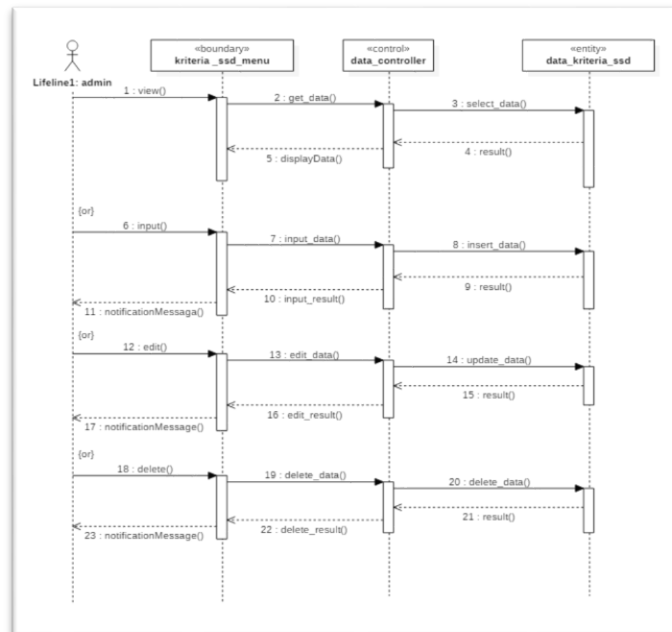 «boundary»
kriteria _ssd_menu
«control»
data_controller
«entity»
data_kriteria_ssd
Lifeline1: admin
1 : view()
2 : get_data()
3 : select_data()
4 : result()
5 : displayData()
{or}
6 : input()
7 : input_data()
8 : insert_data()
9 : result()
10 : input_result()
11 : notificationMessaga()
{or}
12 : edit()
13 : edit_data()
14 : update_data()
15 : result()
16 : edit_result()
17 : notificationMessage()
{or}
18 : delete()
19 : delete_data()
20 : delete_data()
21 : result()
22 : delete_result()
23 : notificationMessage()